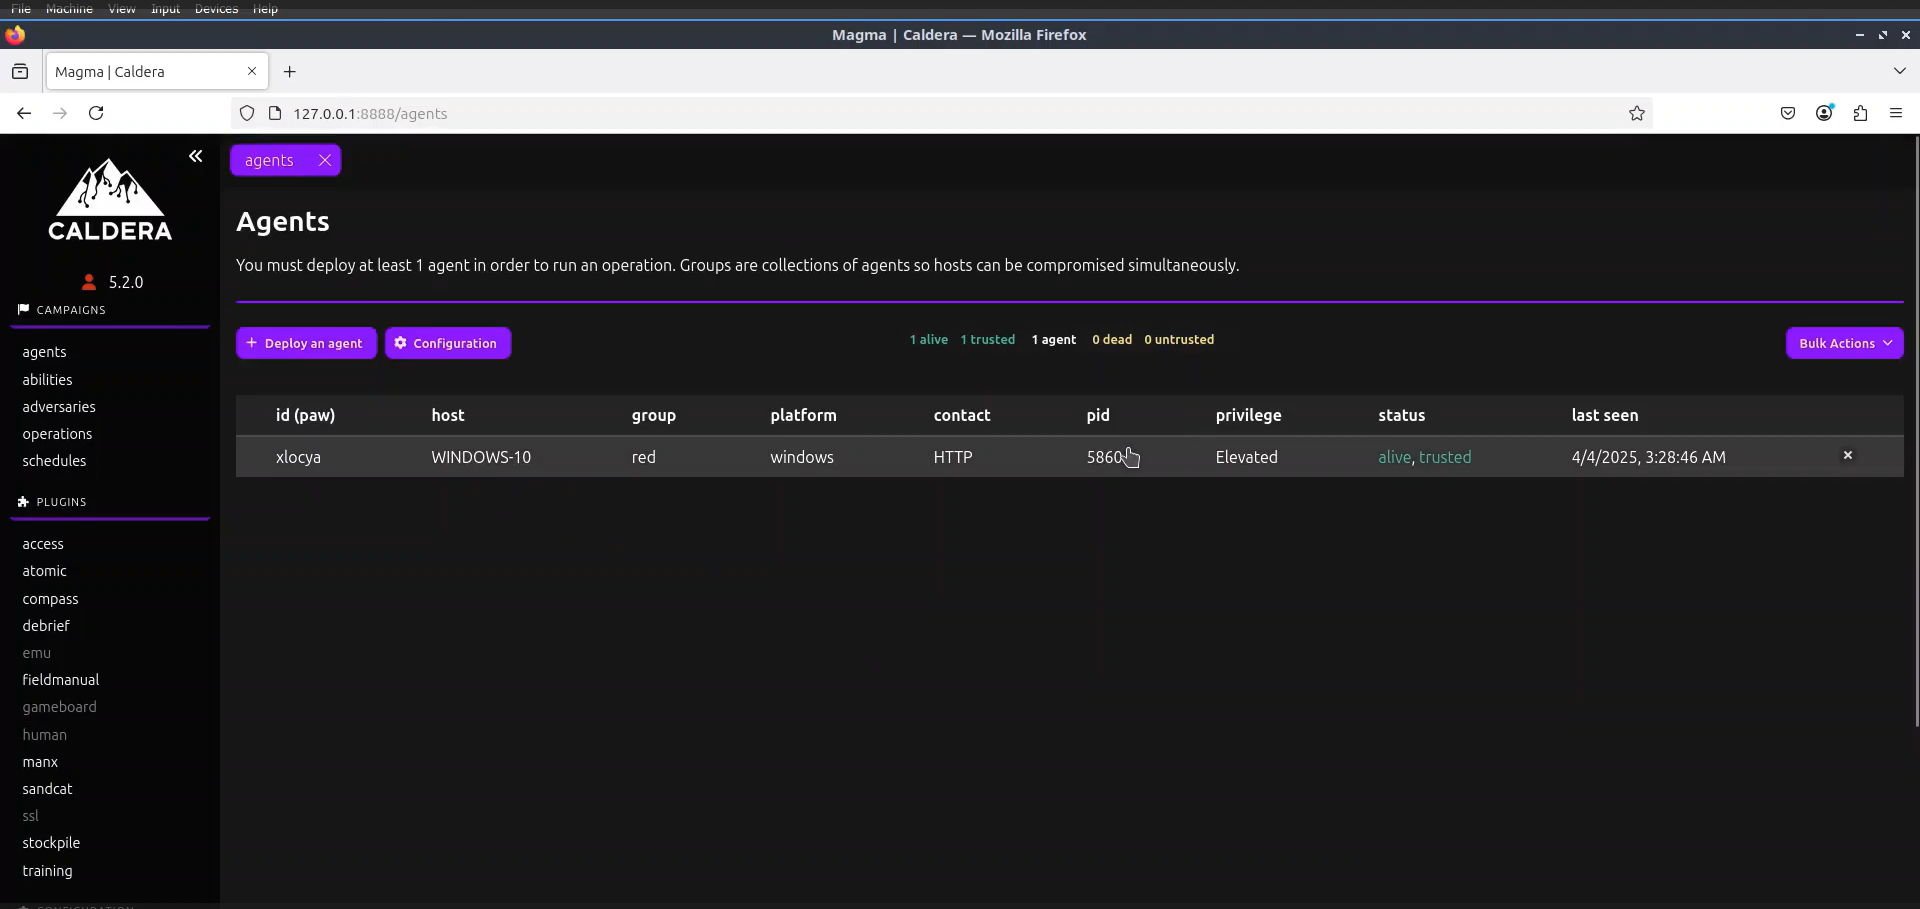 File Machine View Input Devices Help
Magma | Caldera — Mozilla Firefox
Magma | Caldera
127.0.0.1:8888/agents
agents
CALDERA
5.2.0
CAMPAIGNS
agents
abilities
adversaries
operations
schedules
PLUGINS
access
atomic
compass
debrief
emu
fieldmanual
gameboard
human
manx
sandcat
ssl
stockpile
training
Agents
You must deploy at least 1 agent in order to run an operation. Groups are collections of agents so hosts can be compromised simultaneously.
+ Deploy an agent Configuration 1 alive 1 trusted 1 agent 0 dead 0 untrusted Bulk Actions
id (paw) host group platform contact pid privilege status last seen
xlocya WINDOWS-10 red windows HTTP 5860 Elevated alive, trusted 4/4/2025, 3:28:46 AM